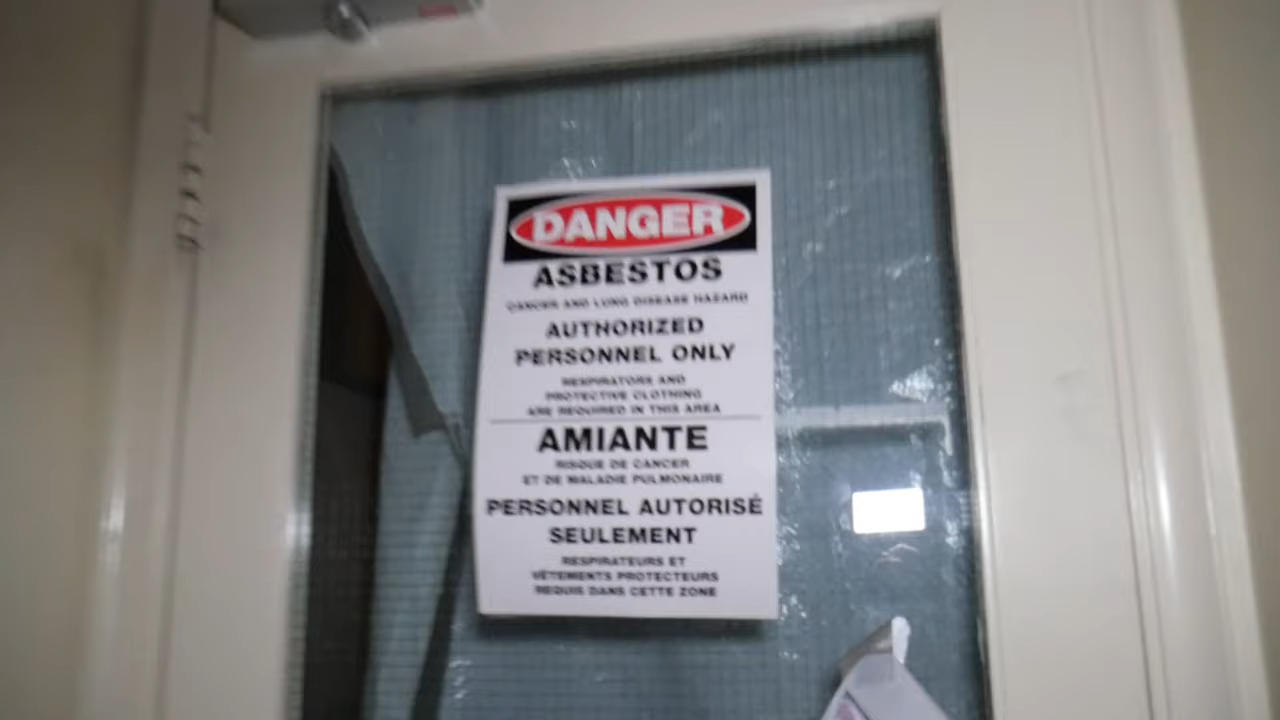 DANGER
ASBESTOS
CANCER AND LUNG DISEASE HAZARD
AUTHORIZED
PERSONNEL ONLY
RESPIRATORS AND
PROTECTIVE CLOTHING
ARE REQUIRED IN THIS AREA
AMIANTE
RISQUE DE CANCER
ET DE MALADIE PULMONAIRE
PERSONNEL AUTORISÉ
SEULEMENT
RESPIRATEURS ET
VÊTEMENTS PROTECTEURS
REQUIS DANS CETTE ZONE